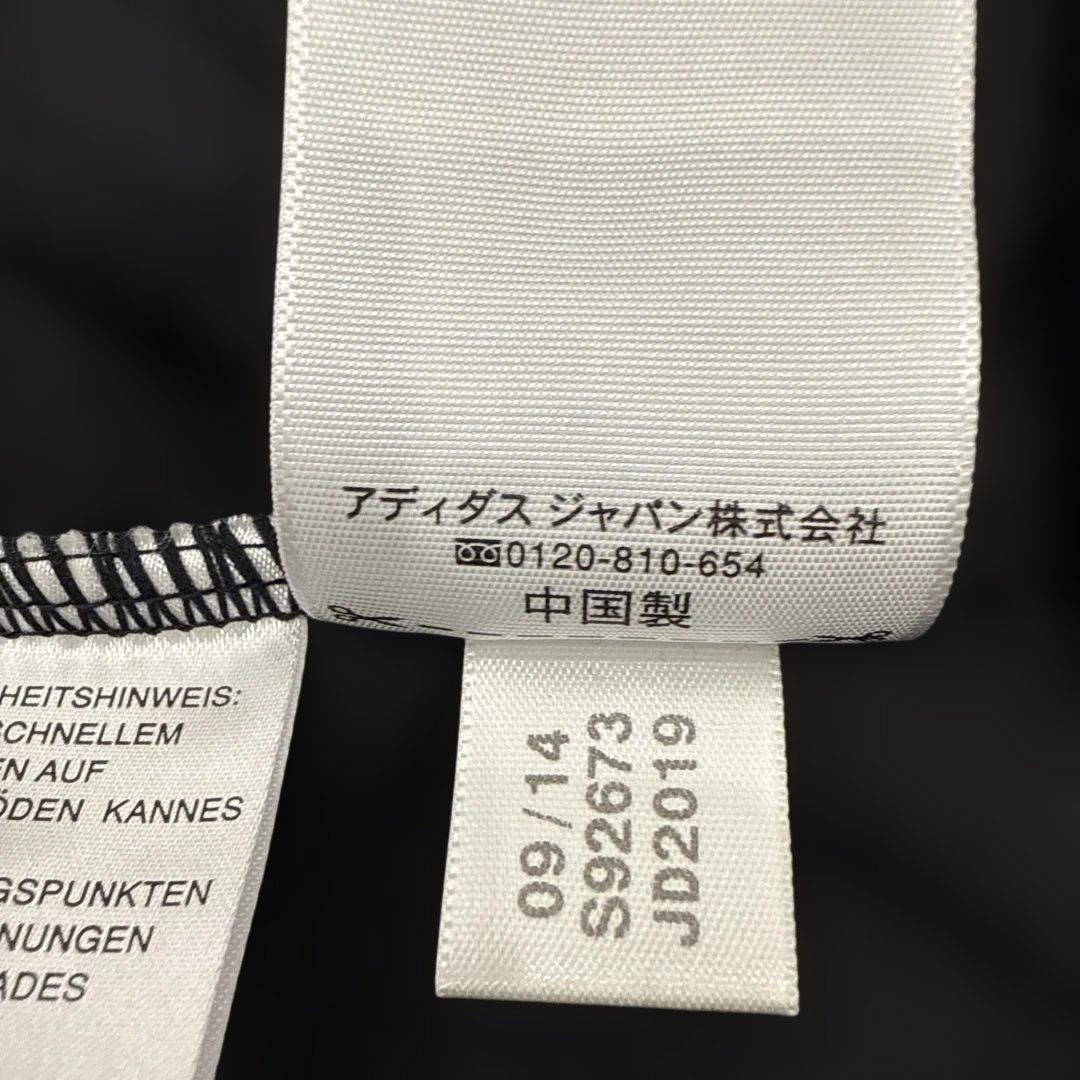 アディダス ジャパン株式会社
0120-810-654
中国製
HEITSHINWEIS:
SCHNELLEM
EN AUF
ÖDEN KANNES
GSPUNKTEN
NUNGEN
ADES
09/14
S92673
JD2019